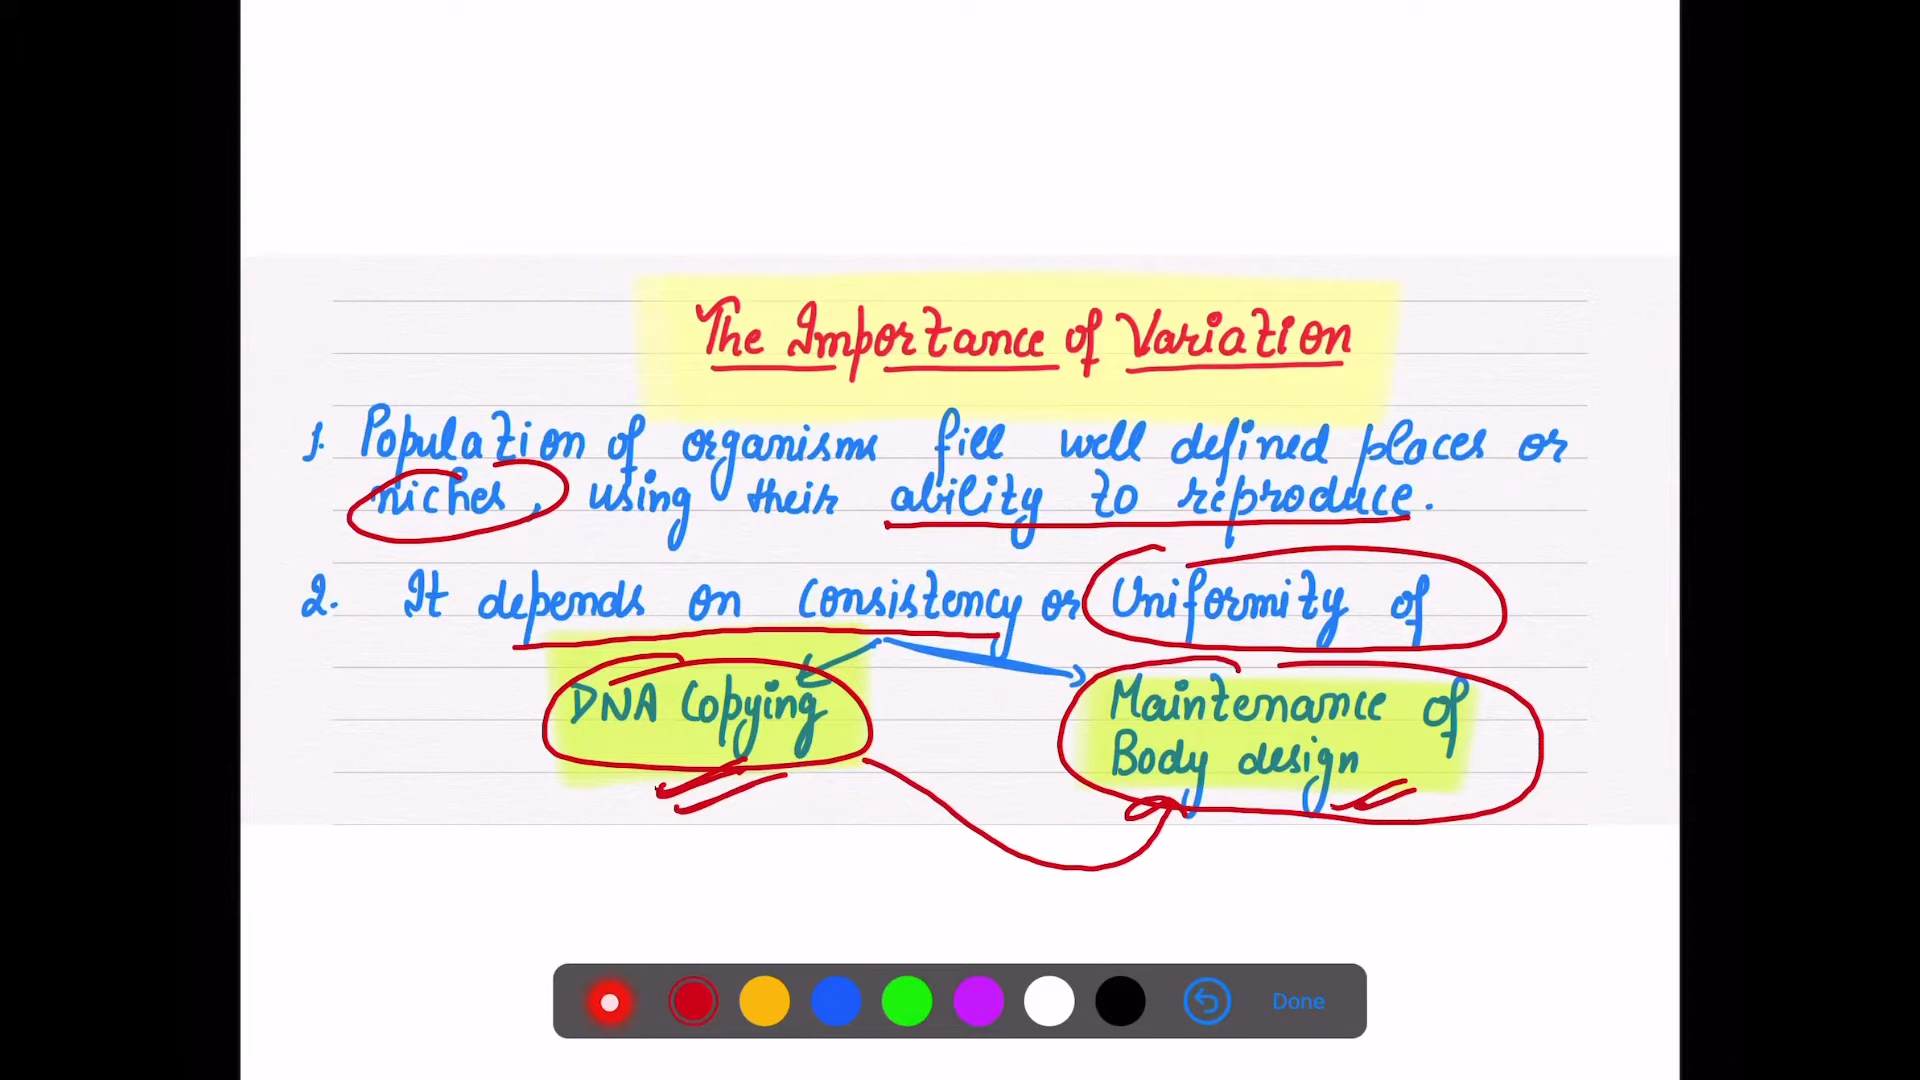 The Importance of Variation
1. Population of organisms fill well defined places or
niches, using their ability to reproduce.
2. It depends on consistency or Uniformity of
DNA Copying
Maintenance of
Body design
Done